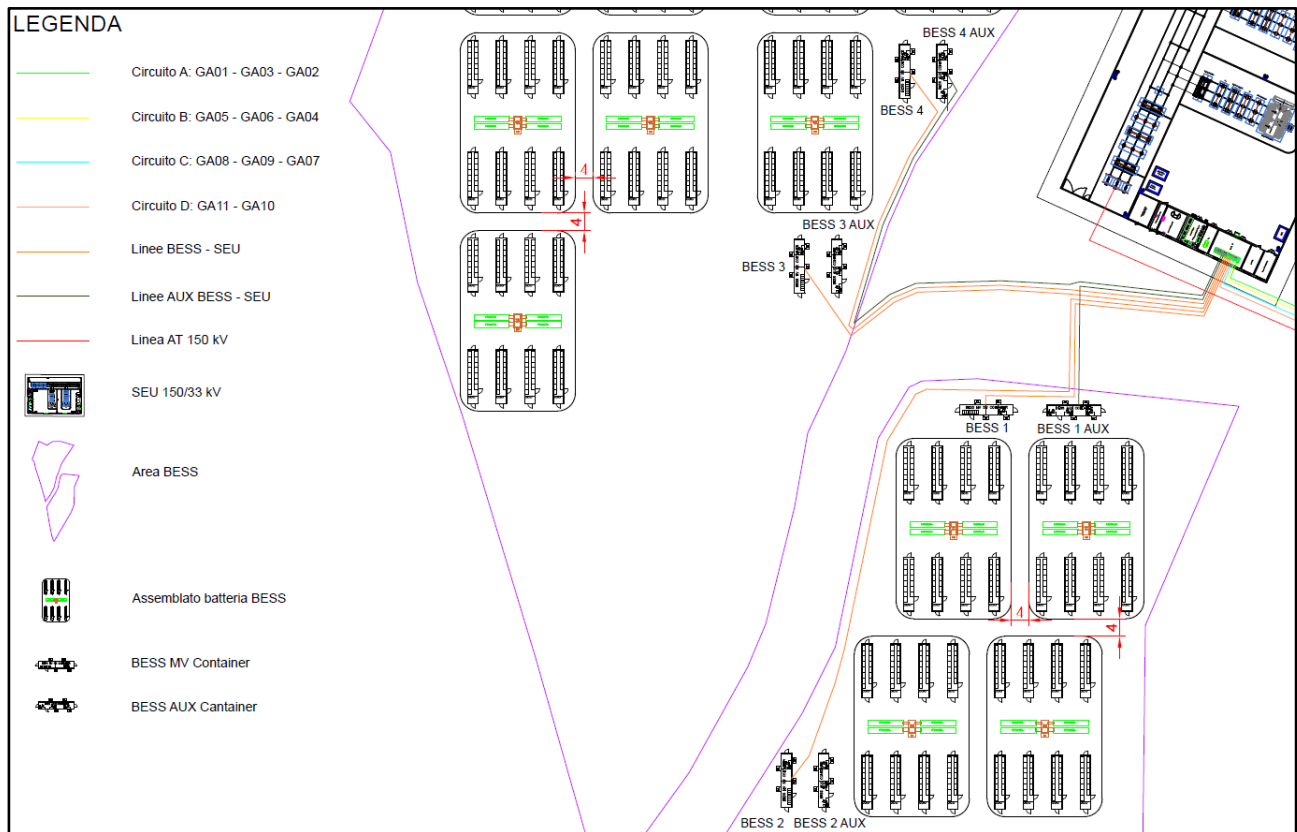 LEGENDA
Circuito A: GA01 - GA03 - GA02
Circuito B: GA05 - GA06 - GA04
Circuito C: GA08 - GA09 - GA07
Circuito D: GA11 - GA10
Linee BESS - SEU
Linee AUX BESS - SEU
Linea AT 150 kV
SEU 150/33 kV
Area BESS
Assemblato batteria BESS
BESS MV Container
BESS AUX Cantainer
BESS 4 AUX
BESS 4
4
4
BESS 3 AUX
BESS 3
BESS 1
BESS 1 AUX
4
4
BESS 2
BESS 2 AUX